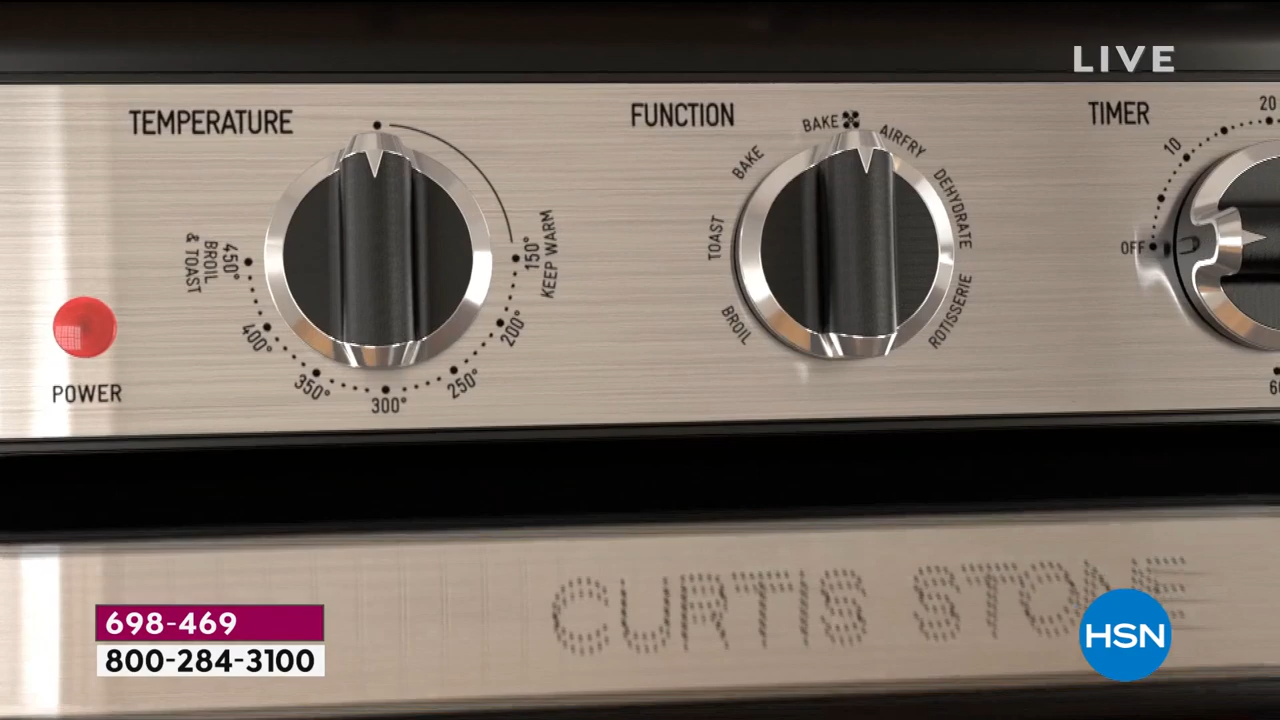 LIVE
TEMPERATURE
FUNCTION
TIMER
BAKE
AIRFRY
BAKE
DEHYDRATE
TOAST
ROTISSERIE
BROIL
150°
KEEP WARM
200°
250°
300°
350°
400°
450°
BROIL
& TOAST
OFF
10
20
POWER
CURTIS STONE
698-469
800-284-3100
HSN